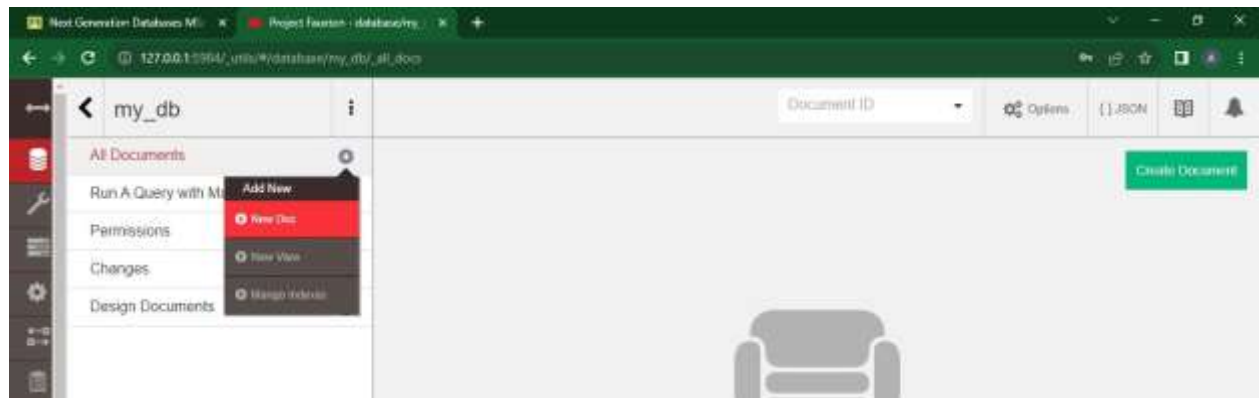 Next Generation Databases M
Project Fauxton - database/my_
127.0.0.1:5984/_utils/#/database/my_db/_all_docs
my_db
Document ID
Options
{ } JSON
All Documents
Create Document
Run A Query with Ma
Add New
New Doc
Permissions
New View
Changes
Mango Indexes
Design Documents